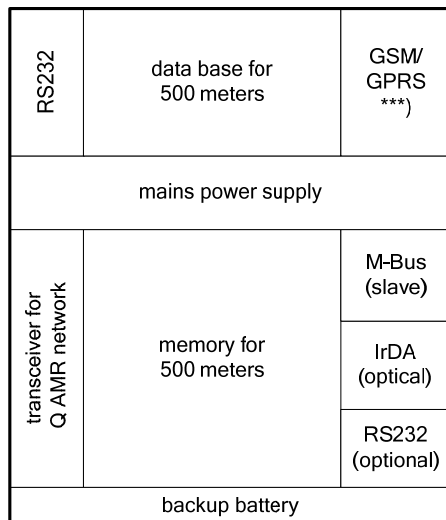 RS232
data base for
500 meters
GSM/
GPRS
***)
mains power supply
transceiver for
Q AMR network
memory for
500 meters
M-Bus
(slave)
IrDA
(optical)
RS232
(optional)
backup battery